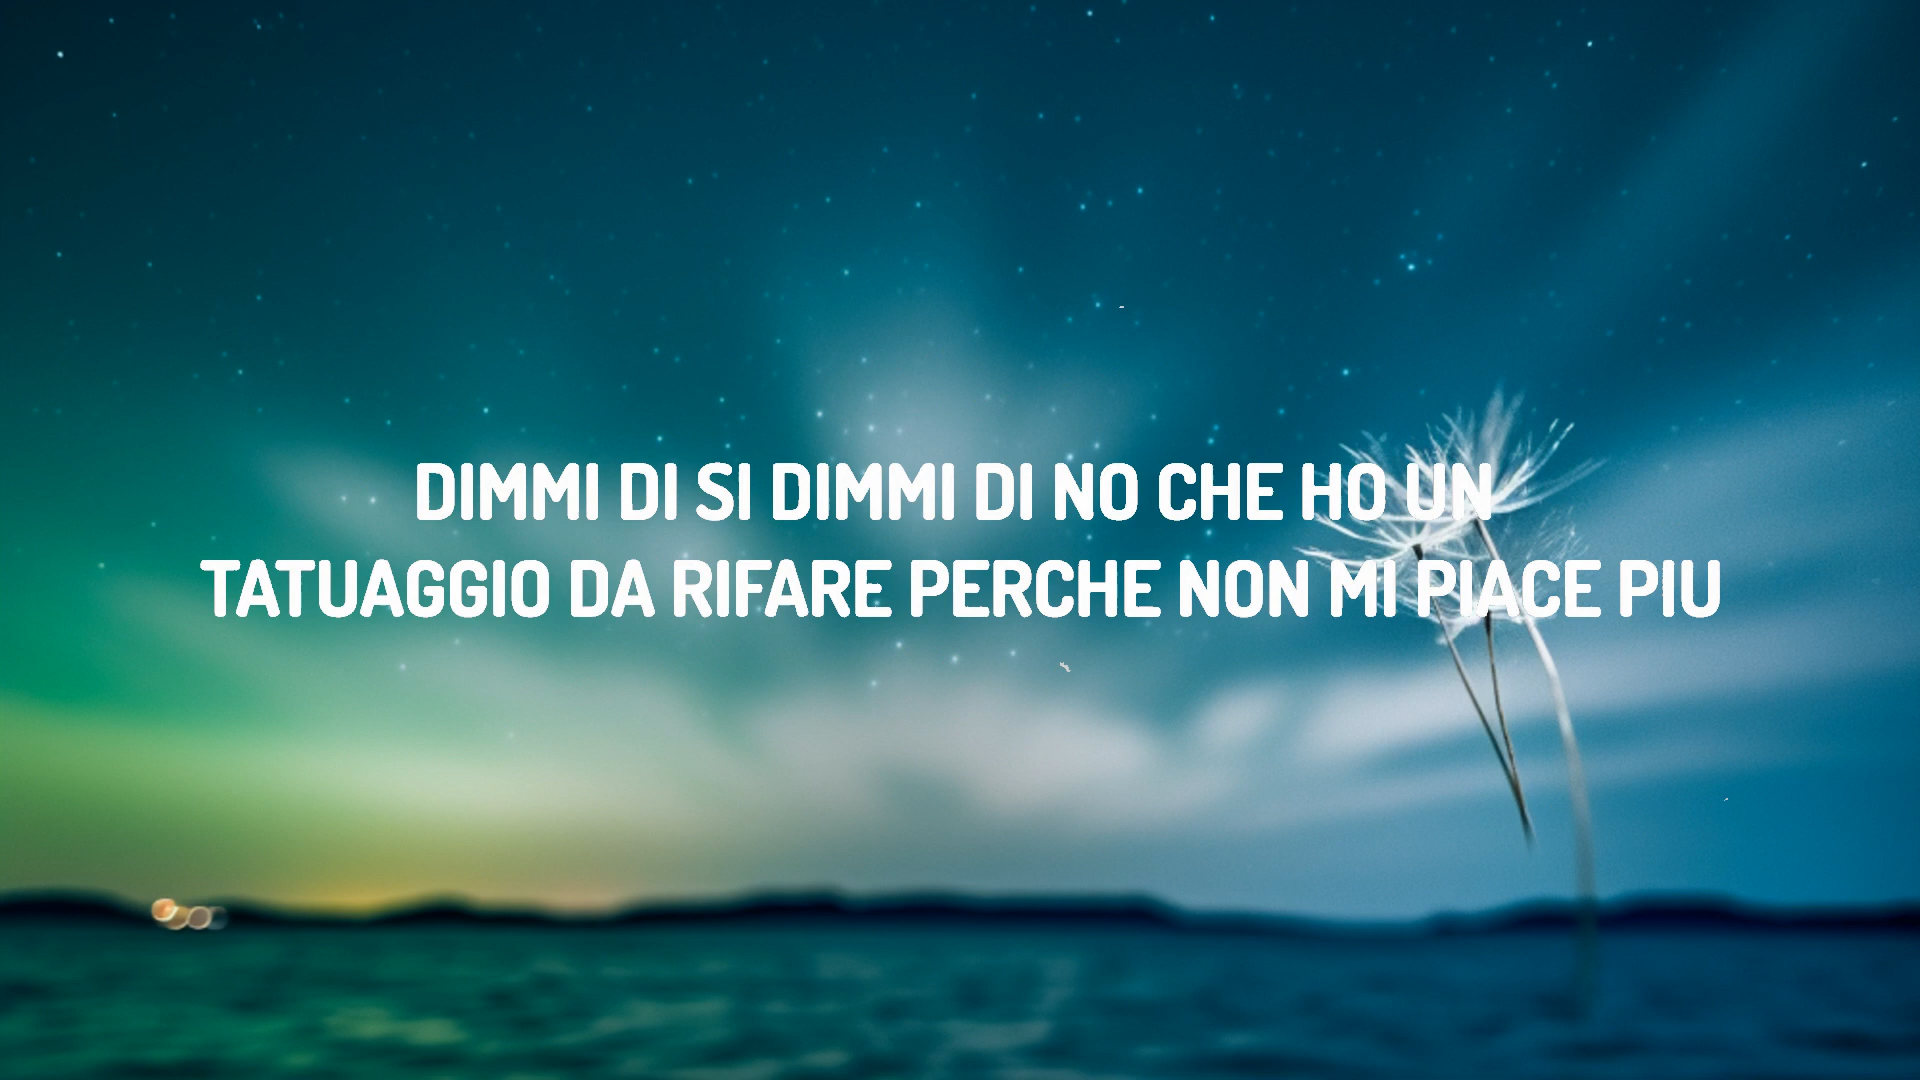 DIMMI DI SI DIMMI DI NO CHE HO UN
TATUAGGIO DA RIFARE PERCHE NON MI PIACE PIU